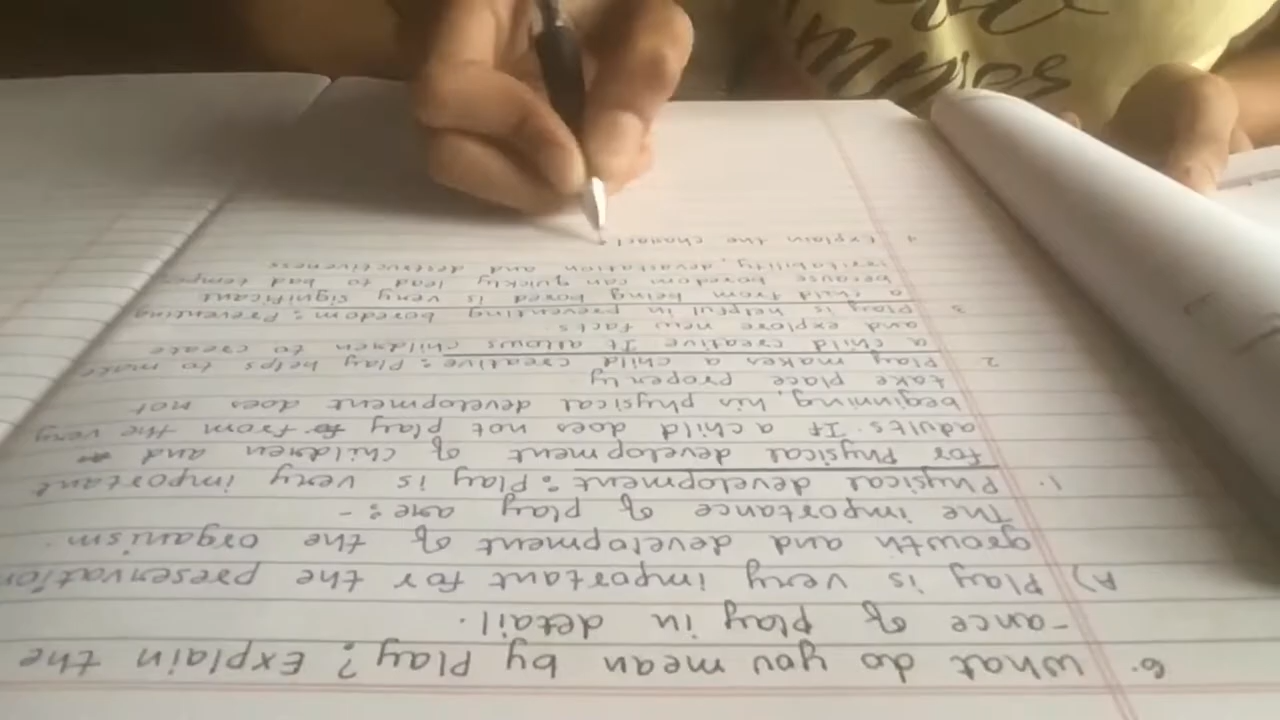 6. What do you mean by Play? Explain the
-ance of play in detail.
A) Play is very important for the preservation
growth and development of the organism.
The importance of play are:-
1. Physical development: Play is very important
for Physical development of children and
adults. If a child does not play from the very
beginning, his physical development does not
take place properly
2 Play makes a child creative: Play helps to make
a child creative It allows children to create
and explore new facts.
3 Play is helpful in preventing boredom: Preventing
a child from being bored is very significant
because boredom can quickly lead to bad temper
irritability, devastation and destructiveness
4 Explain the charact